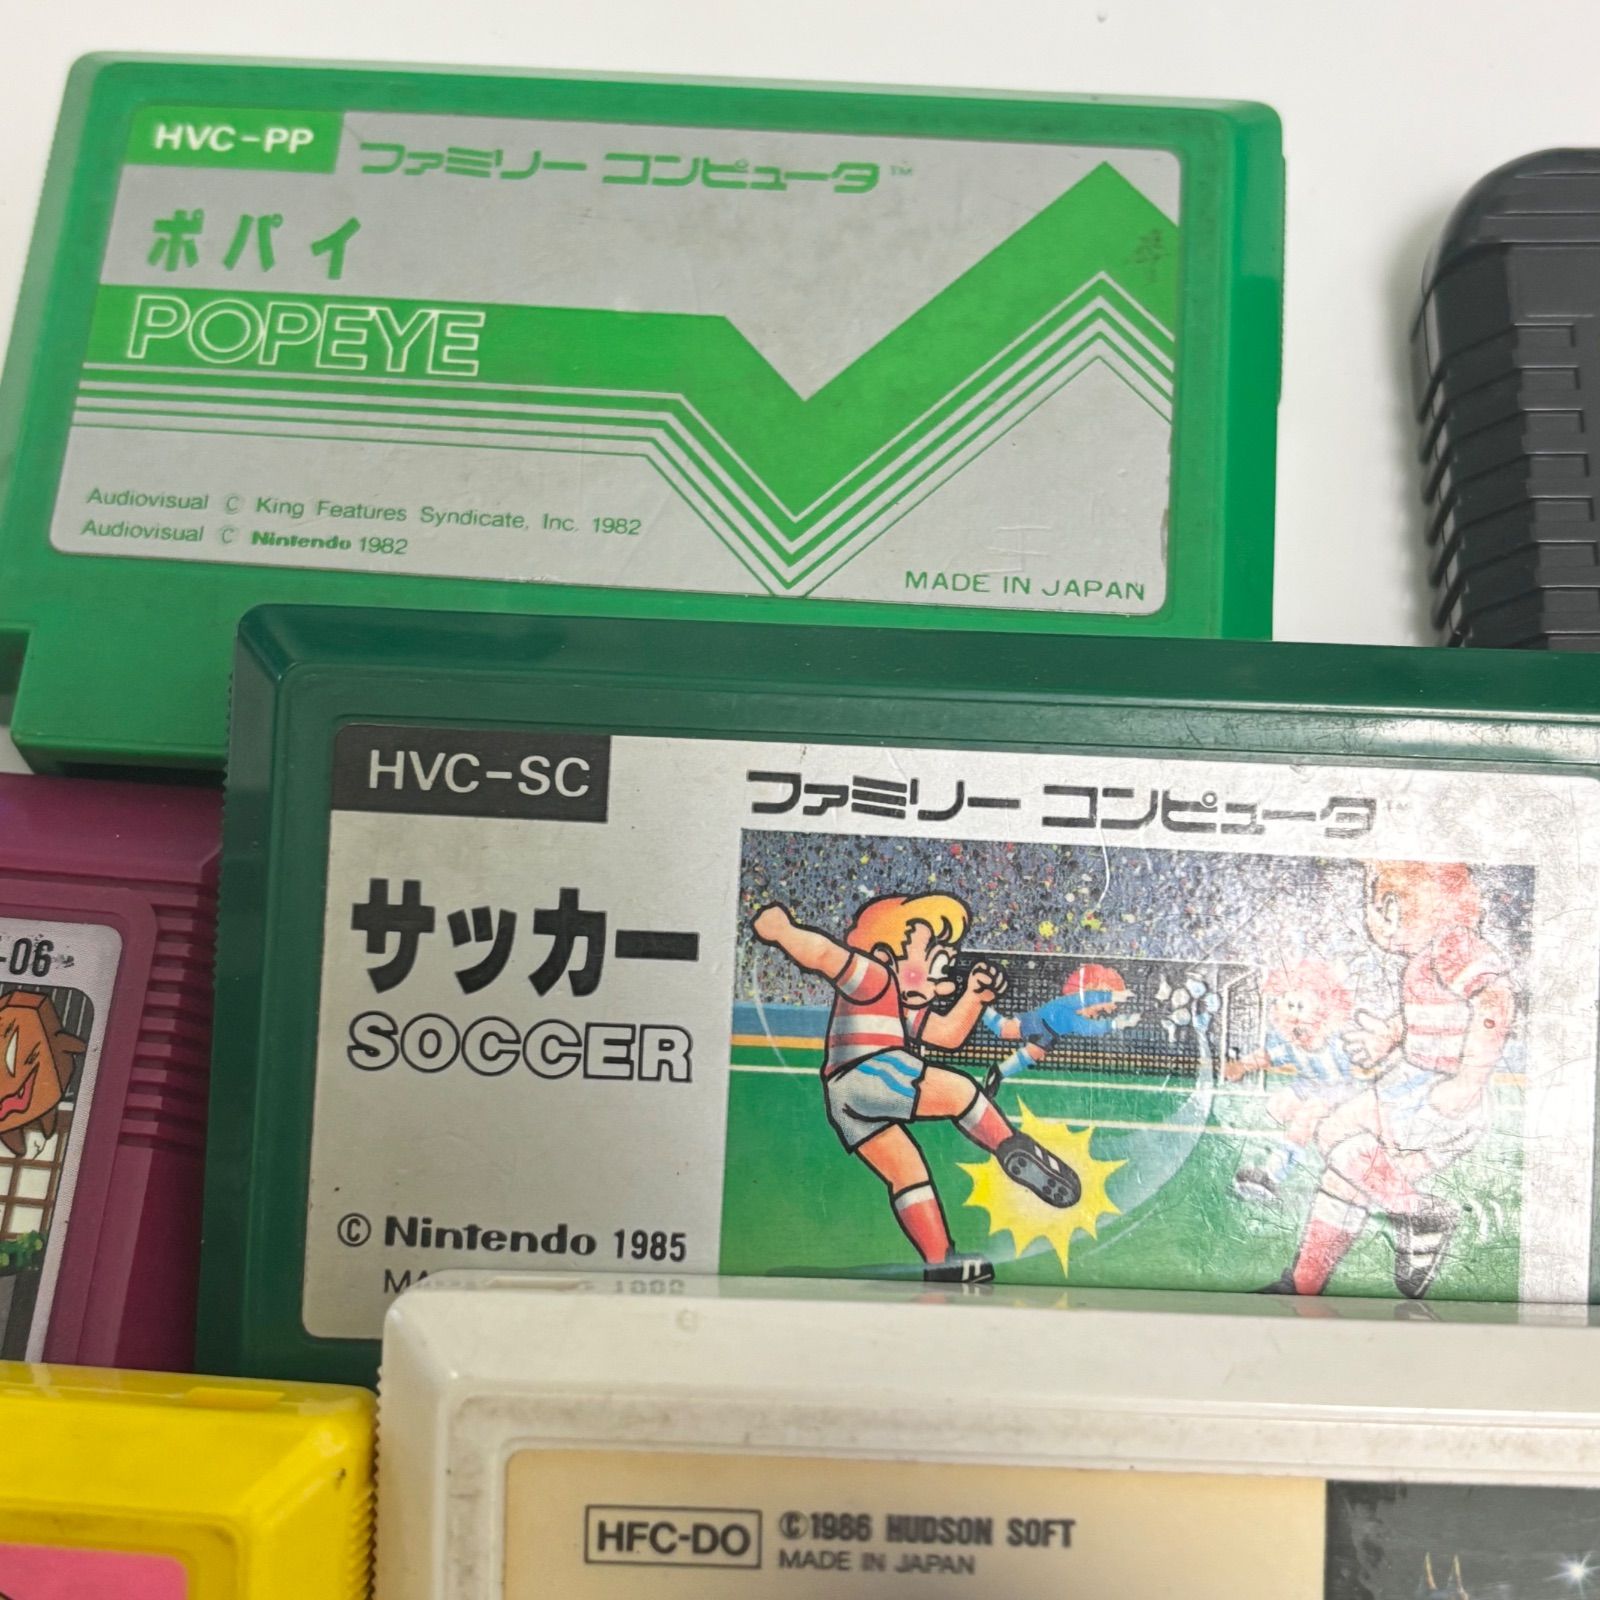 HVC-PP
ファミリー コンピュータ™
ポパイ
POPEYE
Audiovisual © King Features Syndicate, Inc. 1982
Audiovisual © Nintendo 1982
MADE IN JAPAN
HVC-SC
ファミリー コンピュータ™
サッカー
SOCCER
© Nintendo 1985
-06
HFC-DO
©1986 HUDSON SOFT
MADE IN JAPAN